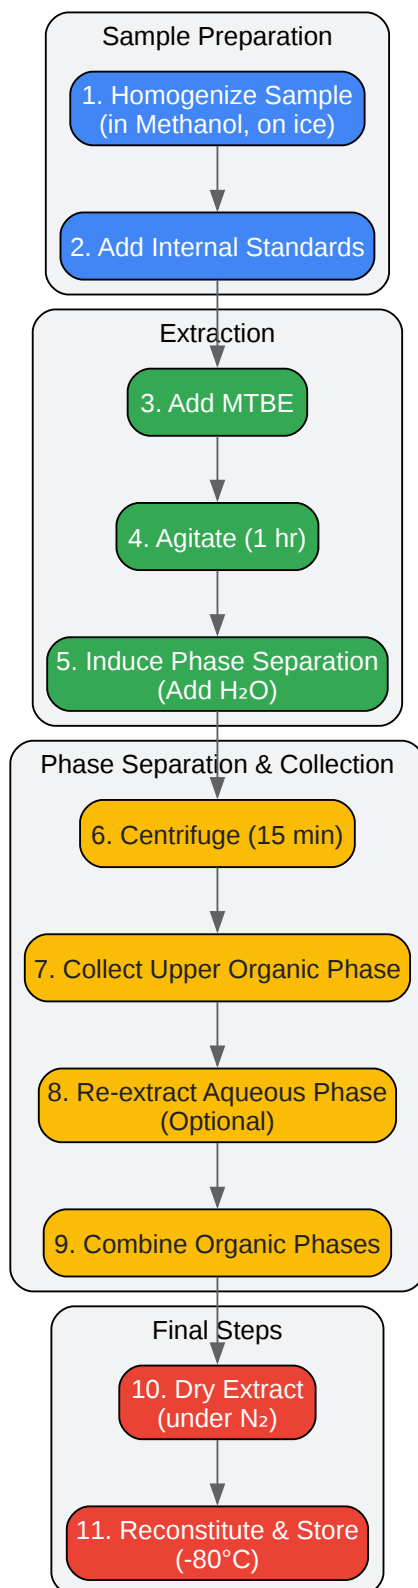 Sample Preparation
1. Homogenize Sample
(in Methanol, on ice)
2. Add Internal Standards
Extraction
3. Add MTBE
4. Agitate (1 hr)
5. Induce Phase Separation
(Add H₂O)
Phase Separation & Collection
6. Centrifuge (15 min)
7. Collect Upper Organic Phase
8. Re-extract Aqueous Phase
(Optional)
9. Combine Organic Phases
Final Steps
10. Dry Extract
(under N₂)
11. Reconstitute & Store
(-80°C)